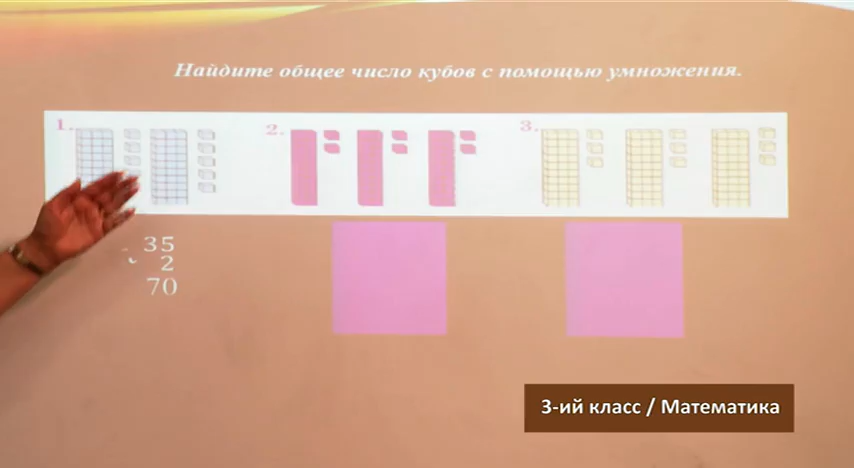 Найдите общее число кубов с помощью умножения.
1. 2. 3.
35
2
70
3-ий класс / Математика